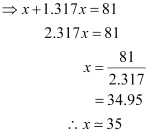 ⇒ x+1.317x = 81
2.317x = 81
x = 81/2.317
= 34.95
∴ x ≃ 35